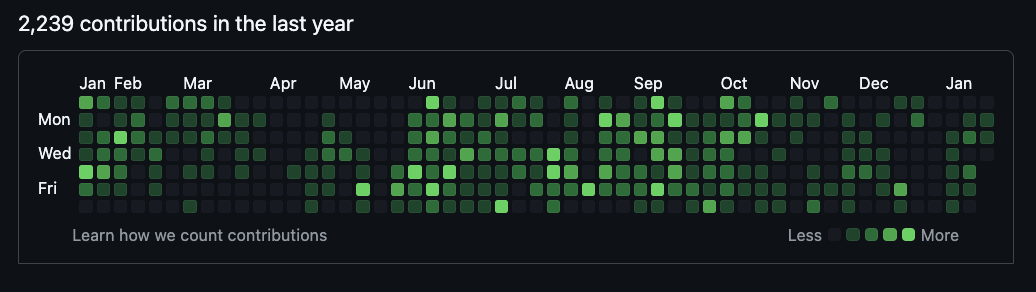 2,239 contributions in the last year
Jan Feb Mar Apr May Jun Jul Aug Sep Oct Nov Dec Jan
Mon
Wed
Fri
Learn how we count contributions Less More